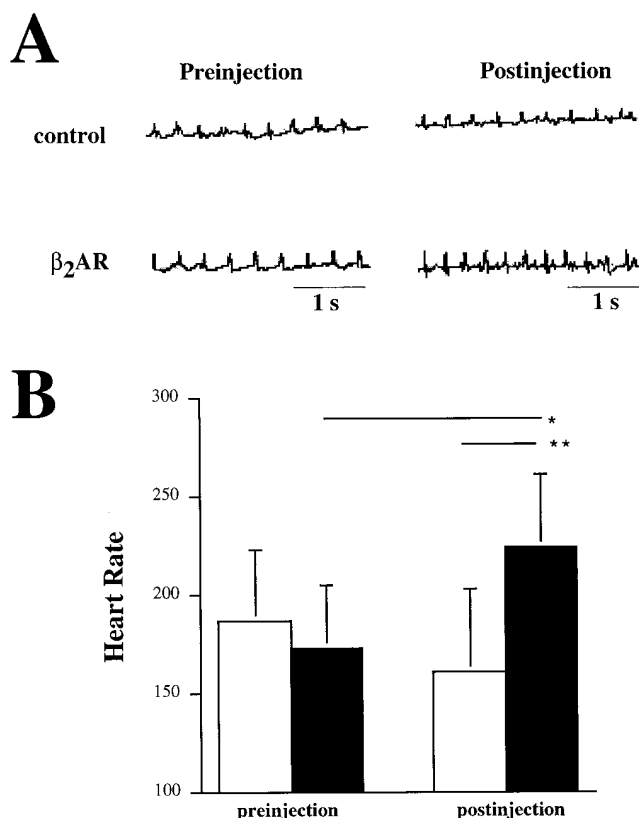 A
Preinjection Postinjection
control
β₂AR
1 s 1 s
B
300
*
**
250
200
150
100
Heart Rate
preinjection postinjection